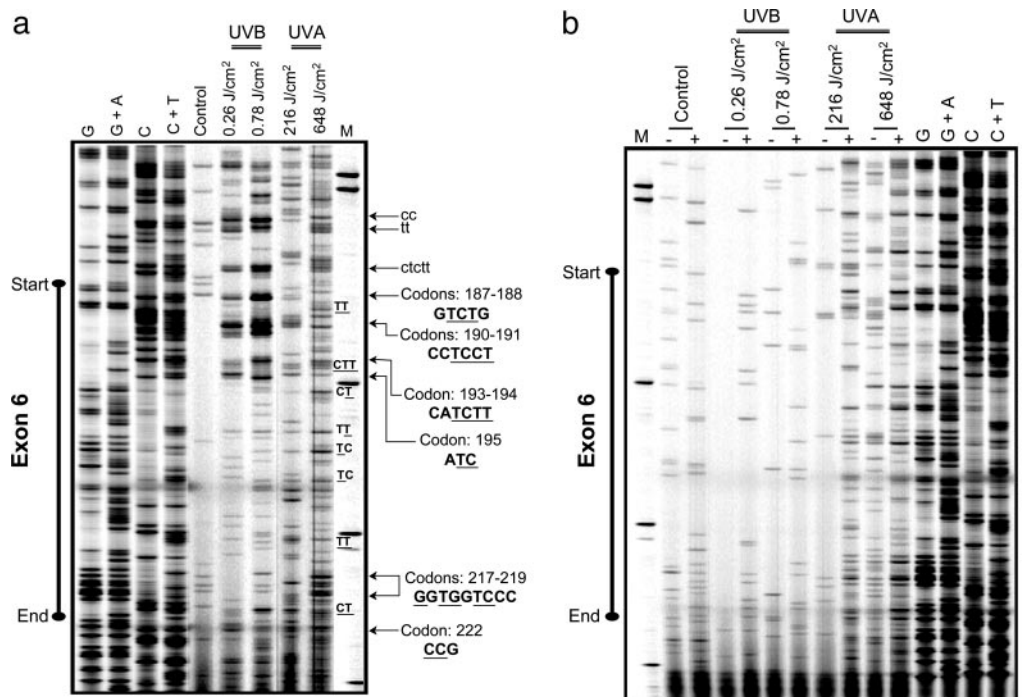 a
UVB
UVA
G
G + A
C
C + T
Control
0.26 J/cm²
0.78 J/cm²
216 J/cm²
648 J/cm²
M
cc
tt
ctctt
Start
Codons: 187-188
GTCTG
TT
Codons: 190-191
CCTCCT
CTT
CT
Codon: 193-194
CATCTT
TT
TC
Codon: 195
ATC
TC
Exon 6
TT
Codons: 217-219
GGTGGTCCC
CT
End
Codon: 222
CCG
b
UVB
UVA
M
Control
0.26 J/cm²
0.78 J/cm²
216 J/cm²
648 J/cm²
G
G + A
C
C + T
- + - + - + - + - +
Start
Exon 6
End